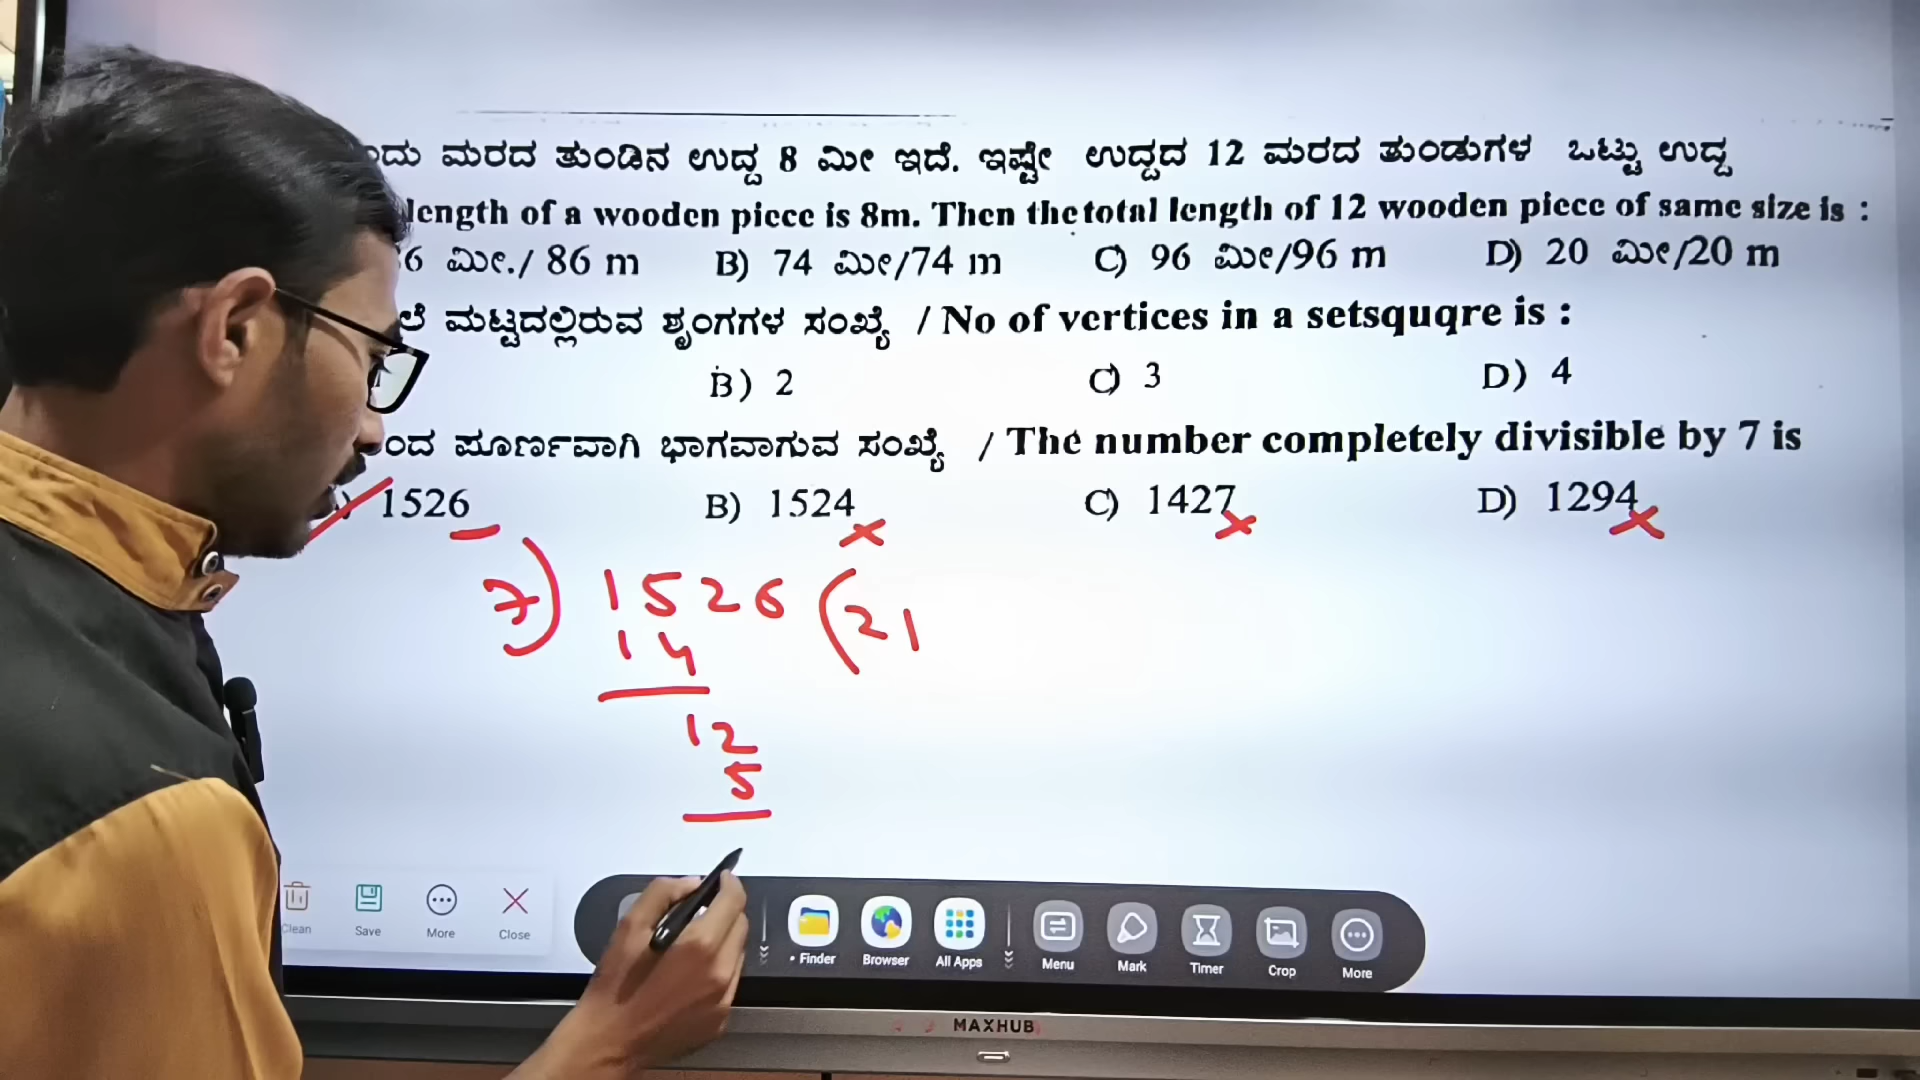 ಮರದ ತುಂಡಿನ ಉದ್ದ 8 ಮೀ ಇದೆ. ಇಷ್ಟೇ ಉದ್ದದ 12 ಮರದ ತುಂಡುಗಳ ಒಟ್ಟು ಉದ್ದ
length of a wooden piece is 8m. Then the total length of 12 wooden piece of same size is :
6 ಮೀ./ 86 m B) 74 ಮೀ/74 m C) 96 ಮೀ/96 m D) 20 ಮೀ/20 m
ಮಟ್ಟದಲ್ಲಿರುವ ಶೃಂಗಗಳ ಸಂಖ್ಯೆ / No of vertices in a setsquqre is :
B) 2 C) 3 D) 4
ಪೂರ್ಣವಾಗಿ ಭಾಗವಾಗುವ ಸಂಖ್ಯೆ / The number completely divisible by 7 is
1526 B) 1524 C) 1427 D) 1294
7) 1526 (21
14
12
5
Clean Save More Close
Finder Browser All Apps Menu Mark Timer Crop More
MAXHUB